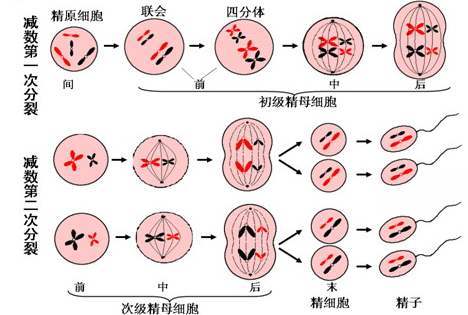 减数第一次分裂
精原细胞
联会
四分体
间
前
中
后
初级精母细胞
减数第二次分裂
前
中
后
末
次级精母细胞
精细胞
精子